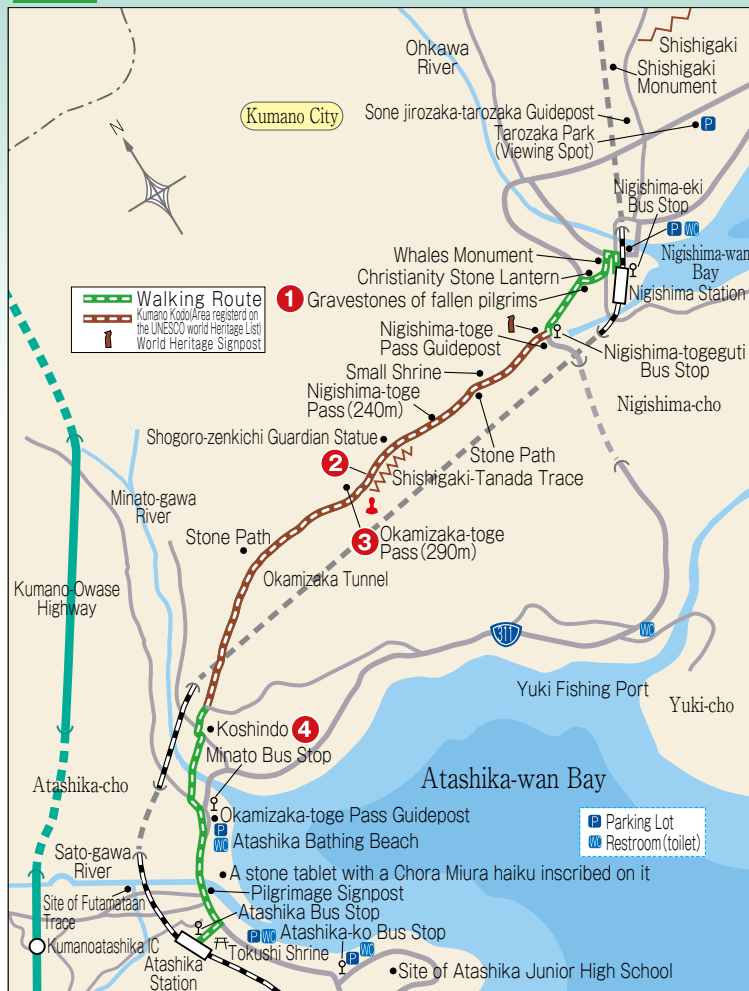 Ohkawa
River
Shishigaki
Shishigaki
Monument
Kumano City
Sone jirozaka-tarozaka Guidepost
Tarozaka Park
(Viewing Spot)
P
N
Nigishima-eki
Bus Stop
P WC
Whales Monument
Nigishima-wan
Bay
Christianity Stone Lantern
1 Gravestones of fallen pilgrims
Nigishima Station
Walking Route
Kumano Kodo(Area registerd on
the UNESCO world Heritage List)
World Heritage Signpost
Nigishima-toge
Pass Guidepost
Nigishima-togeguti
Bus Stop
Small Shrine
Nigishima-toge
Pass(240m)
Nigishima-cho
Shogoro-zenkichi Guardian Statue
Stone Path
2
Shishigaki-Tanada Trace
Minato-gawa
River
3 Okamizaka-toge
Pass(290m)
Stone Path
Okamizaka Tunnel
Kumano-Owase
Highway
311
WC
Yuki Fishing Port
Yuki-cho
Koshindo 4
Minato Bus Stop
Atashika-cho
Atashika-wan Bay
Okamizaka-toge Pass Guidepost
P
WC Atashika Bathing Beach
P Parking Lot
WC Restroom(toilet)
Sato-gawa
River
A stone tablet with a Chora Miura haiku inscribed on it
Pilgrimage Signpost
Site of Futamataan
Trace
Atashika Bus Stop
P WC Atashika-ko Bus Stop
Kumanoatashika IC
Tokushi Shrine
P WC
Atashika
Station
Site of Atashika Junior High School